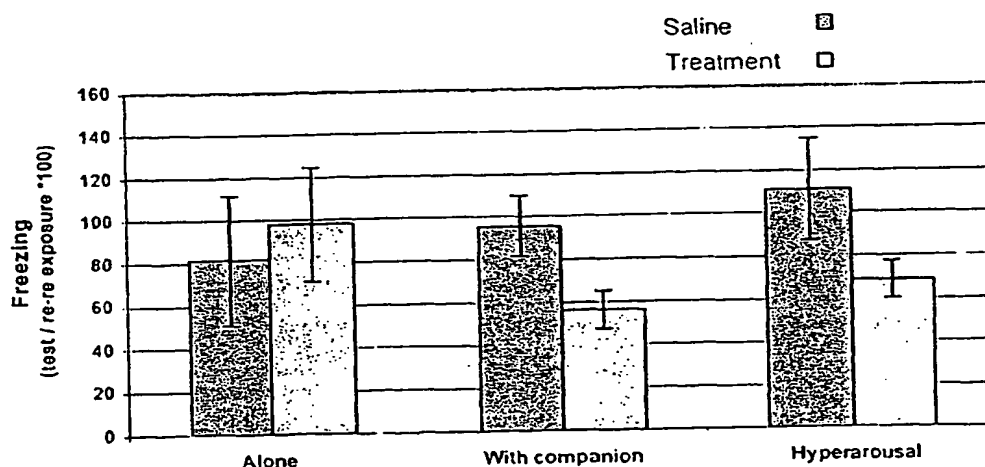 Saline
Treatment
160
140
120
100
80
60
40
20
0
Freezing
(test / re-re exposure *100)
Alone
With companion
Hyperarousal